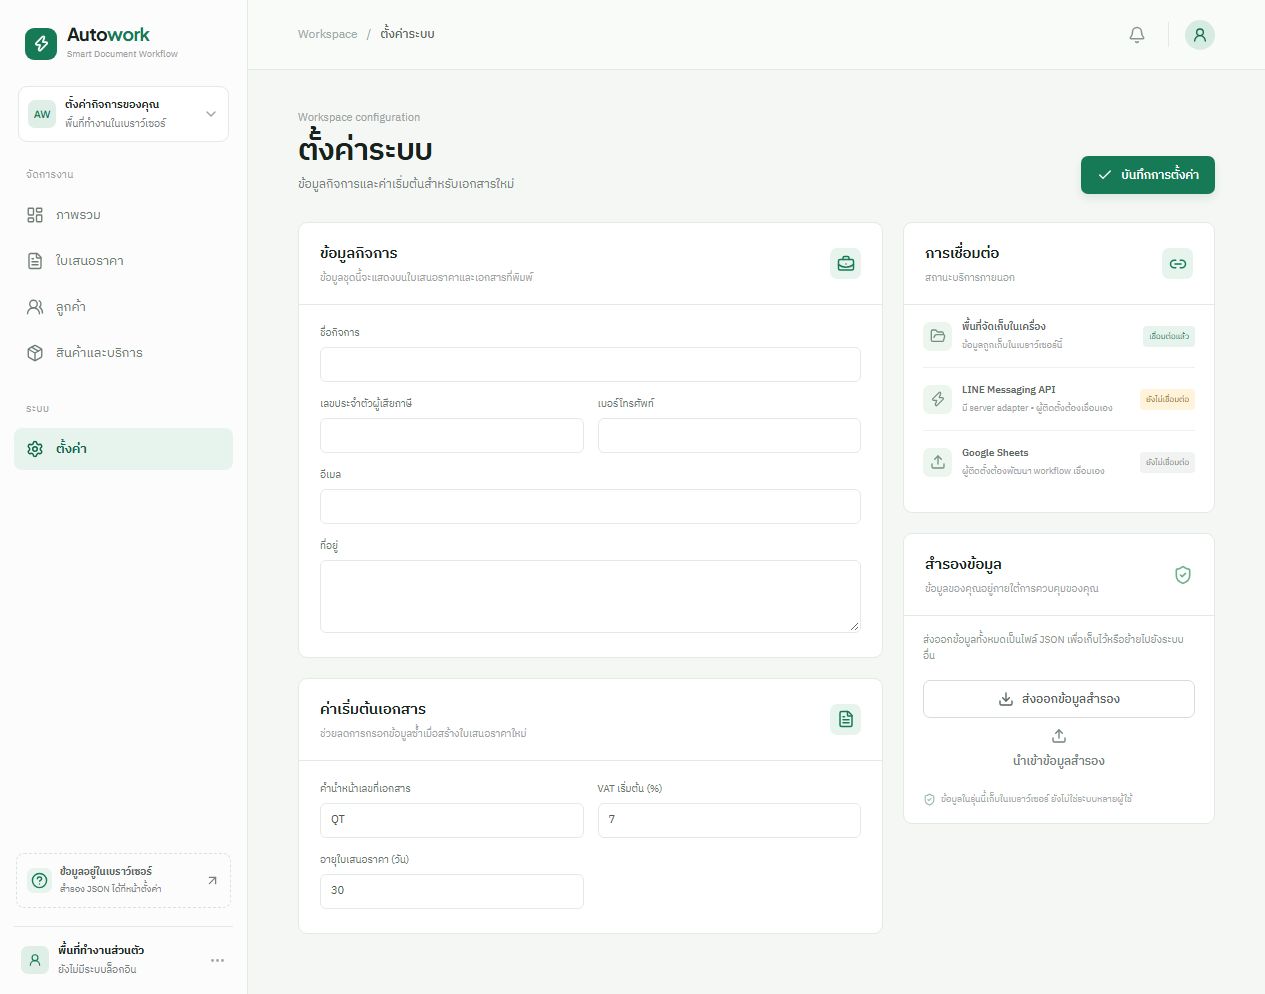 Autowork
Smart Document Workflow
AW
ตั้งค่ากิจการของคุณ
พื้นที่ทำงานในเบราว์เซอร์
จัดการงาน
ภาพรวม
ใบเสนอราคา
ลูกค้า
สินค้าและบริการ
ระบบ
ตั้งค่า
ข้อมูลอยู่ในเบราว์เซอร์
สำรอง JSON ได้ที่หน้าตั้งค่า
พื้นที่ทำงานส่วนตัว
ยังไม่มีระบบล็อกอิน
Workspace / ตั้งค่าระบบ
Workspace configuration
ตั้งค่าระบบ
ข้อมูลกิจการและค่าเริ่มต้นสำหรับเอกสารใหม่
บันทึกการตั้งค่า
ข้อมูลกิจการ
ข้อมูลชุดนี้จะแสดงบนใบเสนอราคาและเอกสารที่พิมพ์
ชื่อกิจการ
เลขประจำตัวผู้เสียภาษี
เบอร์โทรศัพท์
อีเมล
ที่อยู่
ค่าเริ่มต้นเอกสาร
ช่วยลดการกรอกข้อมูลซ้ำเมื่อสร้างใบเสนอราคาใหม่
คำนำหน้าเลขที่เอกสาร
VAT เริ่มต้น (%)
QT
7
อายุใบเสนอราคา (วัน)
30
การเชื่อมต่อ
สถานะบริการภายนอก
พื้นที่จัดเก็บในเครื่อง
ข้อมูลถูกเก็บในเบราว์เซอร์นี้
เชื่อมต่อแล้ว
LINE Messaging API
มี server adapter • ผู้ติดตั้งต้องเชื่อมเอง
ยังไม่เชื่อมต่อ
Google Sheets
ผู้ติดตั้งต้องพัฒนา workflow เชื่อมเอง
ยังไม่เชื่อมต่อ
สำรองข้อมูล
ข้อมูลของคุณอยู่ภายใต้การควบคุมของคุณ
ส่งออกข้อมูลทั้งหมดเป็นไฟล์ JSON เพื่อเก็บไว้หรือย้ายไปยังระบบ
อื่น
ส่งออกข้อมูลสำรอง
นำเข้าข้อมูลสำรอง
ข้อมูลในรุ่นนี้เก็บในเบราว์เซอร์ ยังไม่ใช่ระบบหลายผู้ใช้